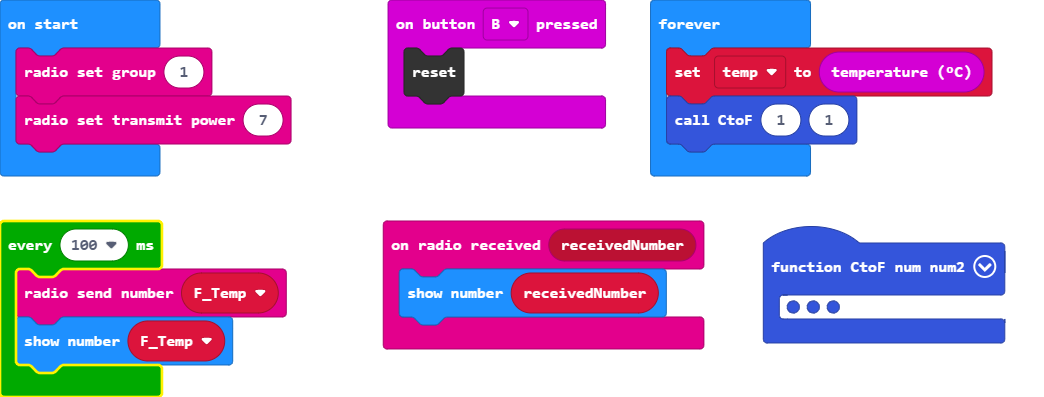 on start
radio set group 1
radio set transmit power 7
on button B pressed
reset
forever
set temp to temperature (ºC)
call CtoF 1 1
every 100 ms
radio send number F_Temp
show number F_Temp
on radio received receivedNumber
show number receivedNumber
function CtoF num num2